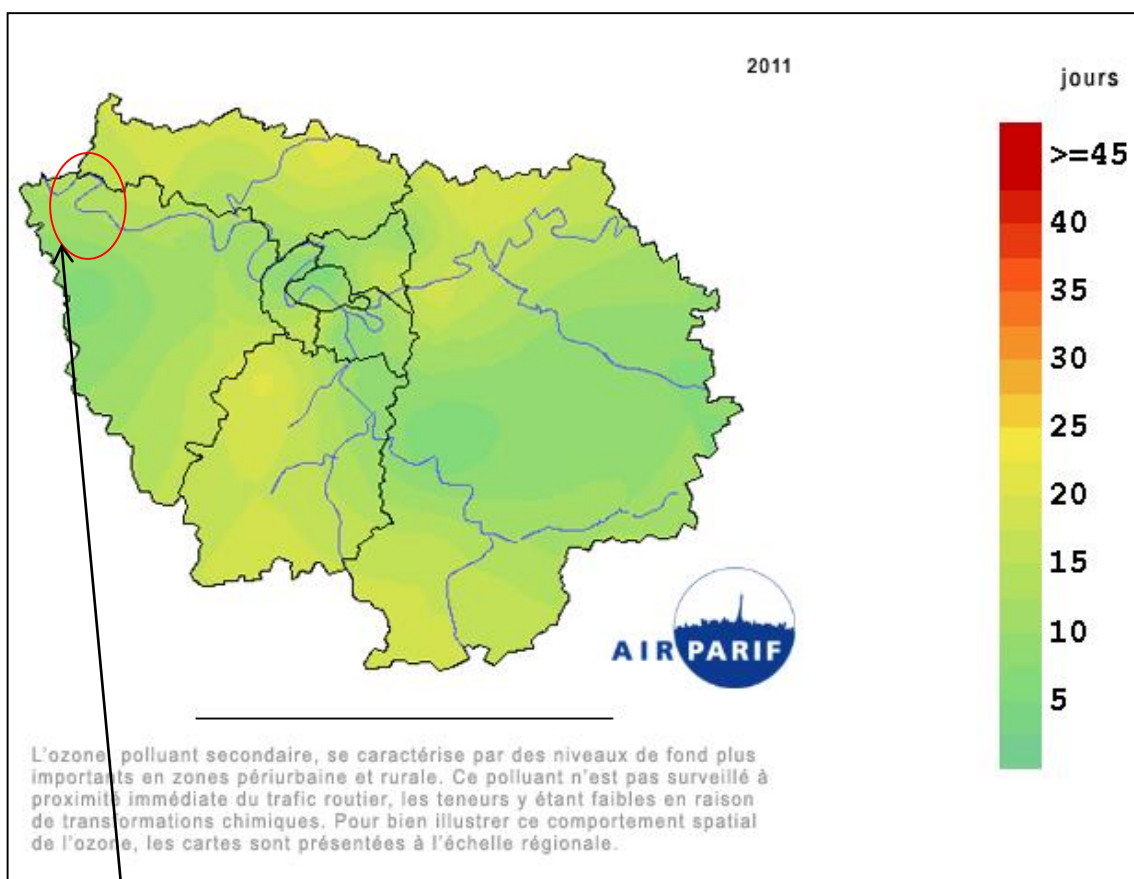 2011
jours
>=45
40
35
30
25
20
15
10
5
AIRPARIF
L'ozone, polluant secondaire, se caractérise par des niveaux de fond plus
importants en zones périurbaine et rurale. Ce polluant n'est pas surveillé à
proximité immédiate du trafic routier, les teneurs y étant faibles en raison
de transformations chimiques. Pour bien illustrer ce comportement spatial
de l'ozone, les cartes sont présentées à l'échelle régionale.